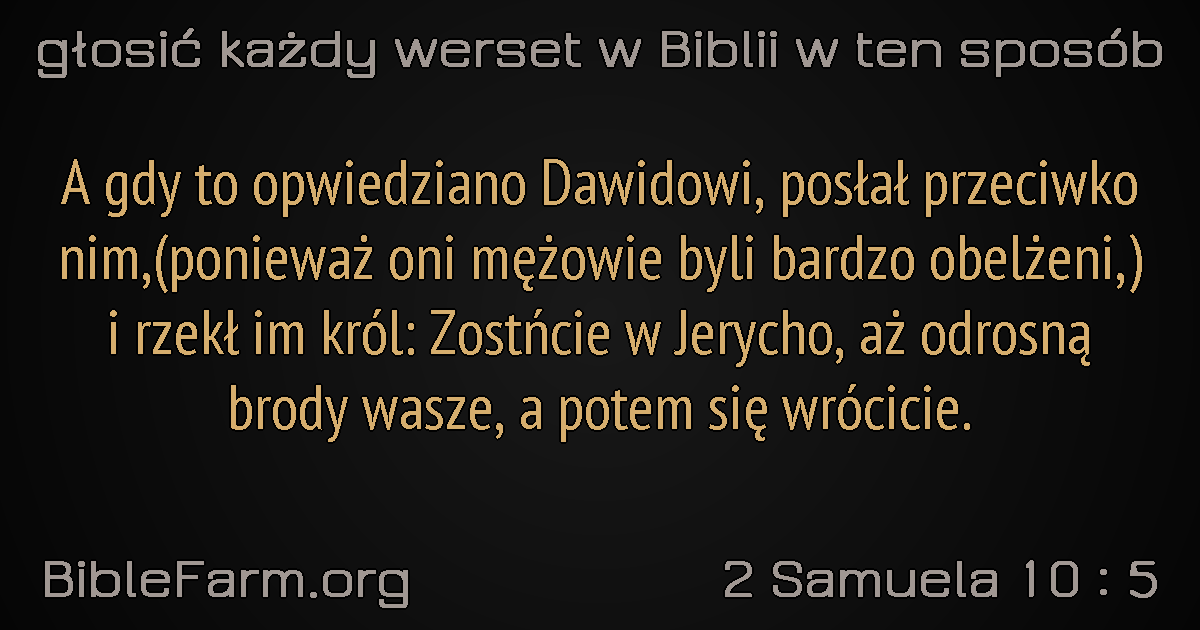 głosić każdy werset w Biblii w ten sposób
A gdy to opwiedziano Dawidowi, posłał przeciwko
nim,(ponieważ oni mężowie byli bardzo obelżeni,)
i rzekł im król: Zostńcie w Jerycho, aż odrosną
brody wasze, a potem się wrócicie.
BibleFarm.org
2 Samuela 10 : 5